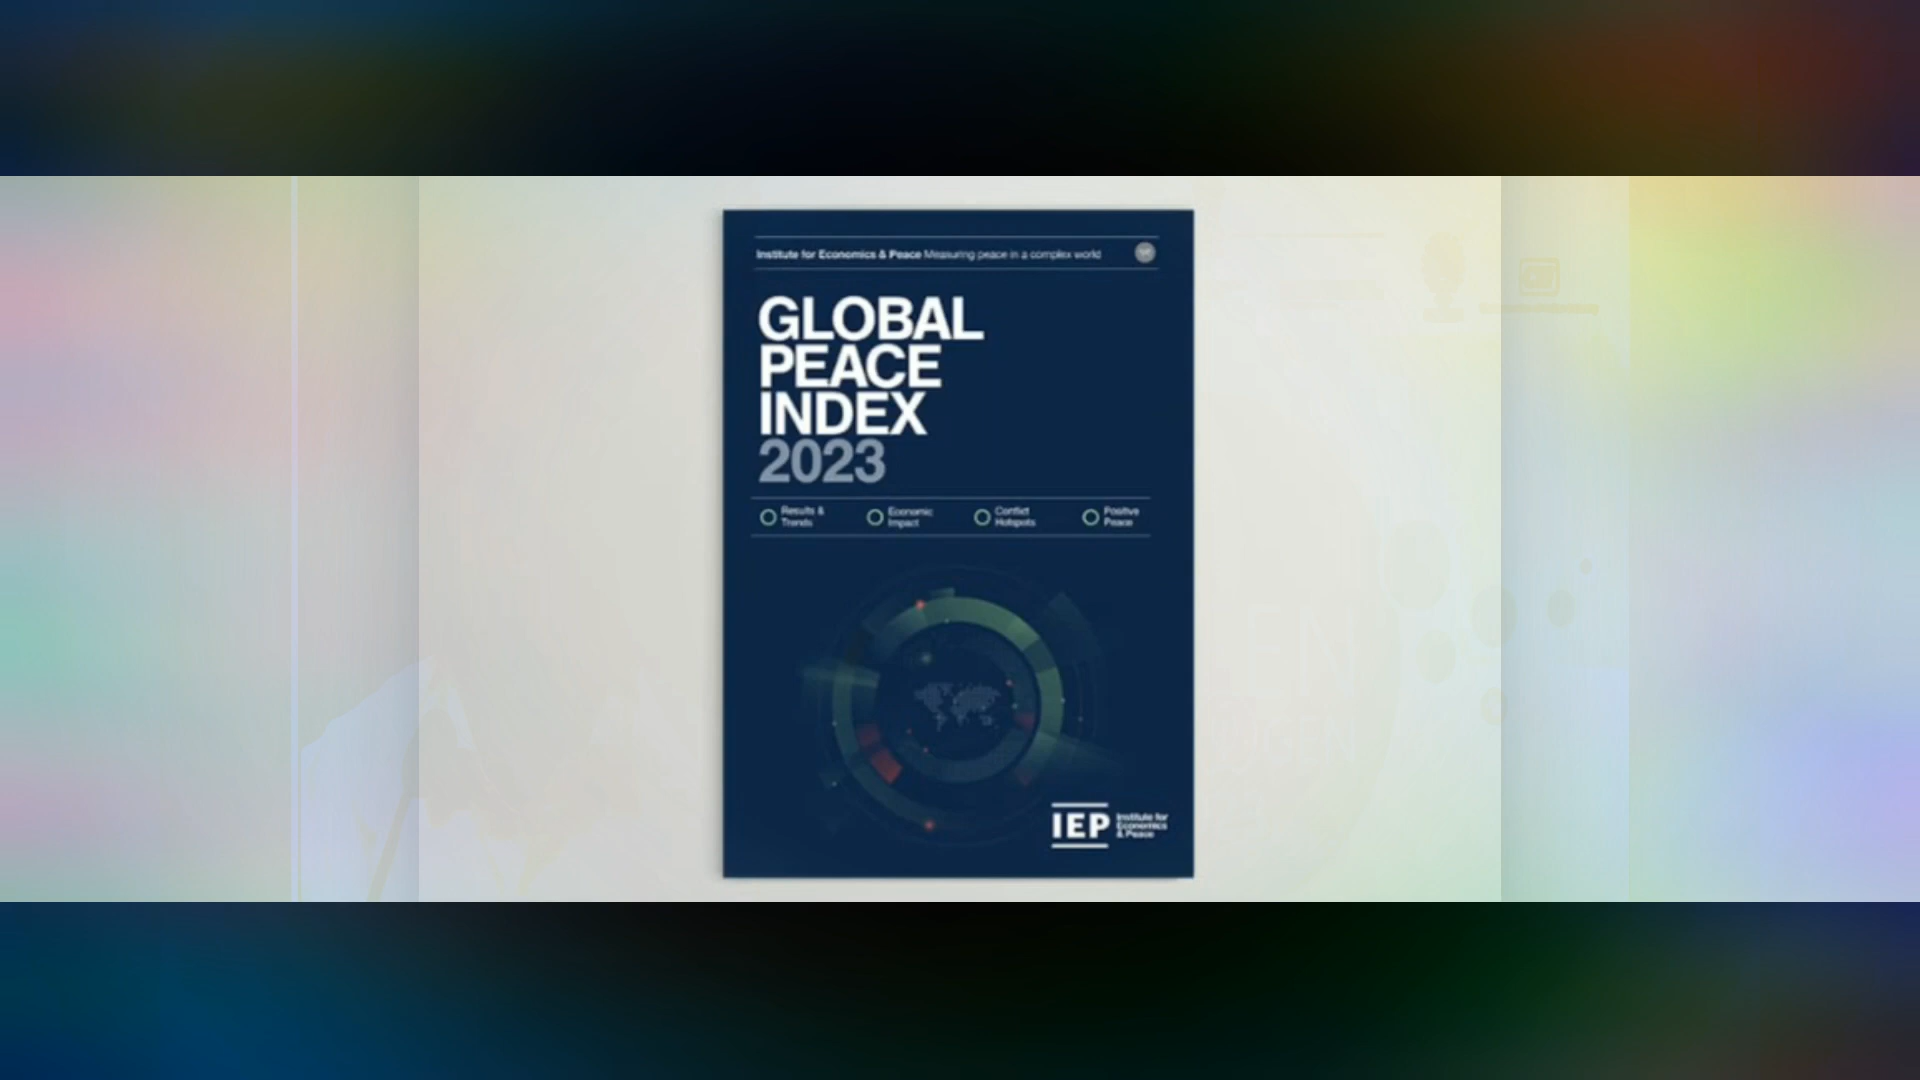 Institute for Economics & Peace Measuring peace in a complex world
GLOBAL
PEACE
INDEX
2023
Results &
Trends
Economic
Impact
Conflict
Hotspots
Positive
Peace
IEP
Institute for
Economics
& Peace